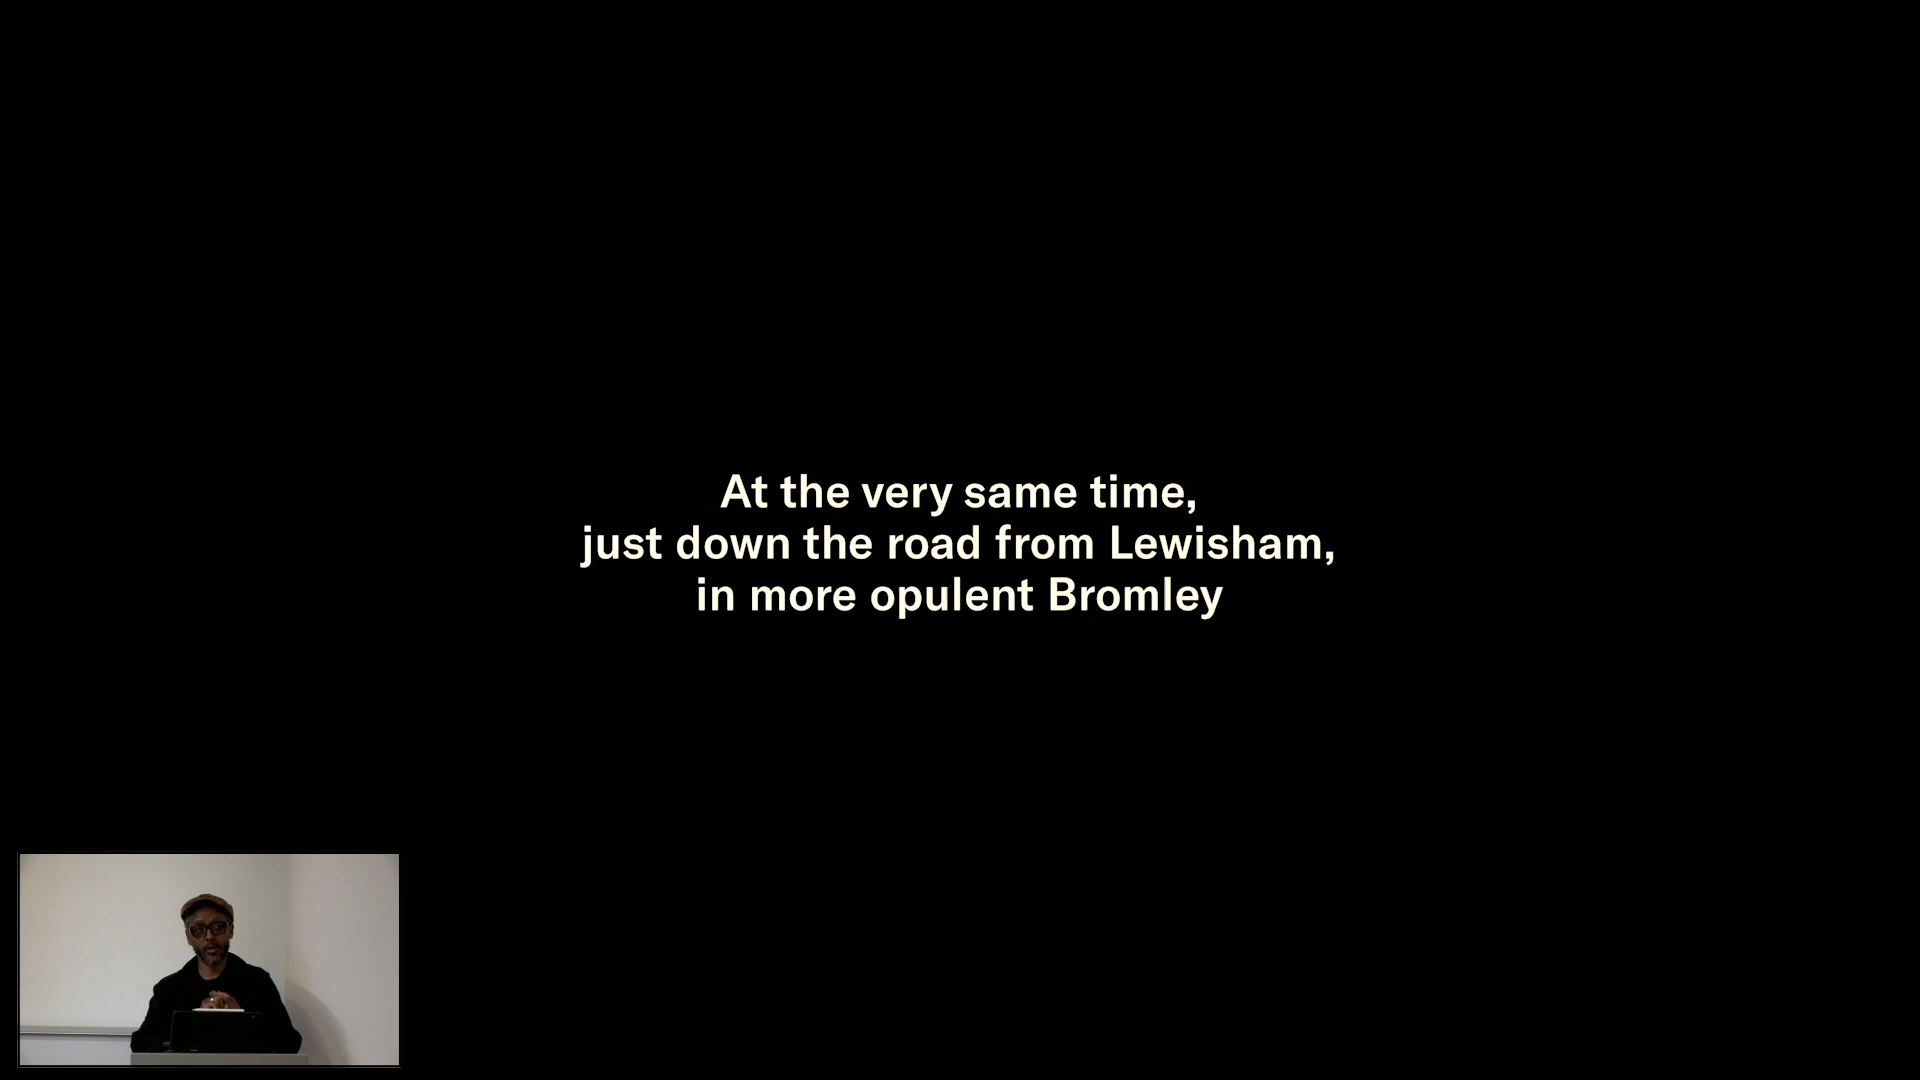 At the very same time,
just down the road from Lewisham,
in more opulent Bromley